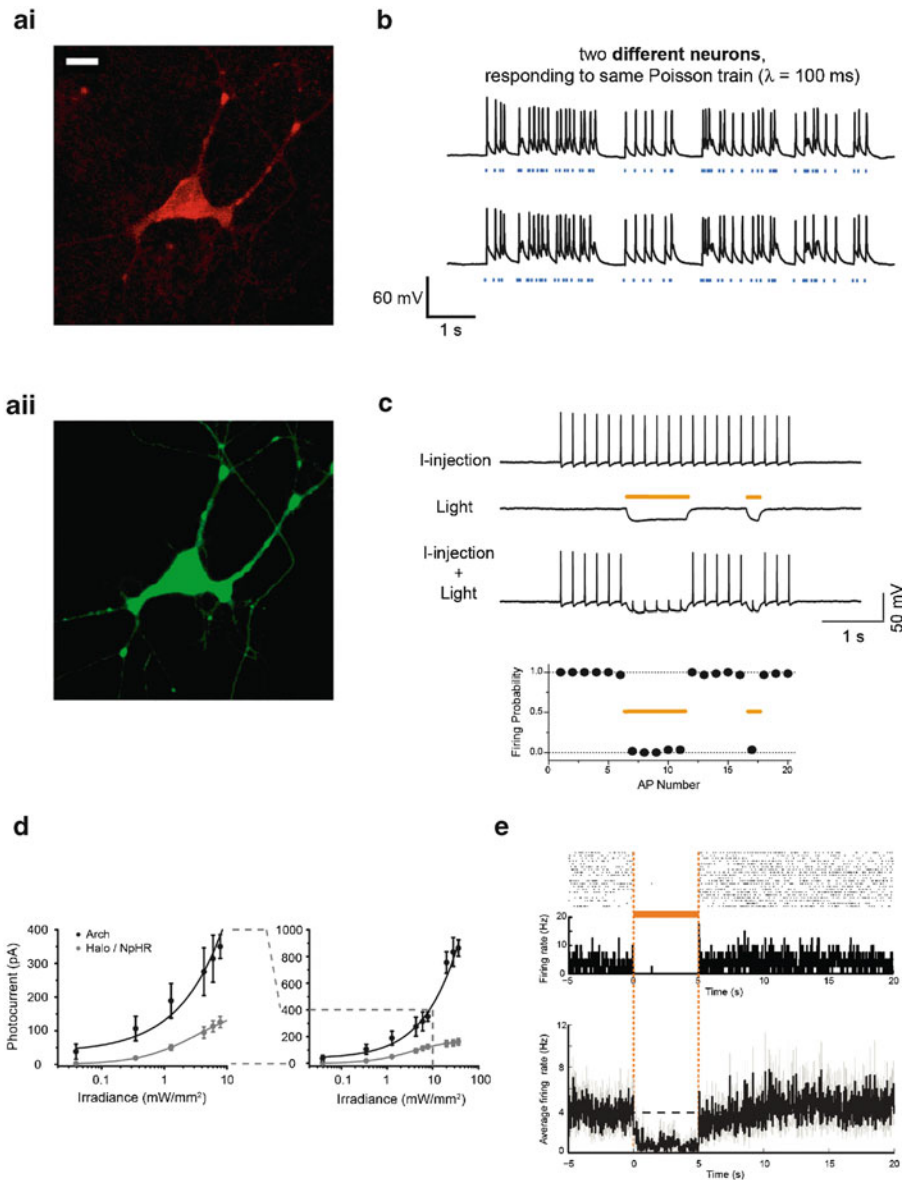 ai
b
two different neurons,
responding to same Poisson train (λ = 100 ms)
60 mV
1 s
aii
c
I-injection
Light
I-injection
+
Light
50 mV
1 s
Firing Probability
1.0
0.5
0.0
0 5 10 15 20
AP Number
d
Photocurrent (pA)
400
300
200
100
0
Arch
Halo / NpHR
0.1 1 10
Irradiance (mW/mm²)
1000
800
600
400
200
0
0.1 1 10 100
Irradiance (mW/mm²)
e
Firing rate (Hz)
20
10
0
−5 0 5 10 15 20
Time (s)
Average firing rate (Hz)
12
8
4
0
−5 0 5 10 15 20
Time (s)